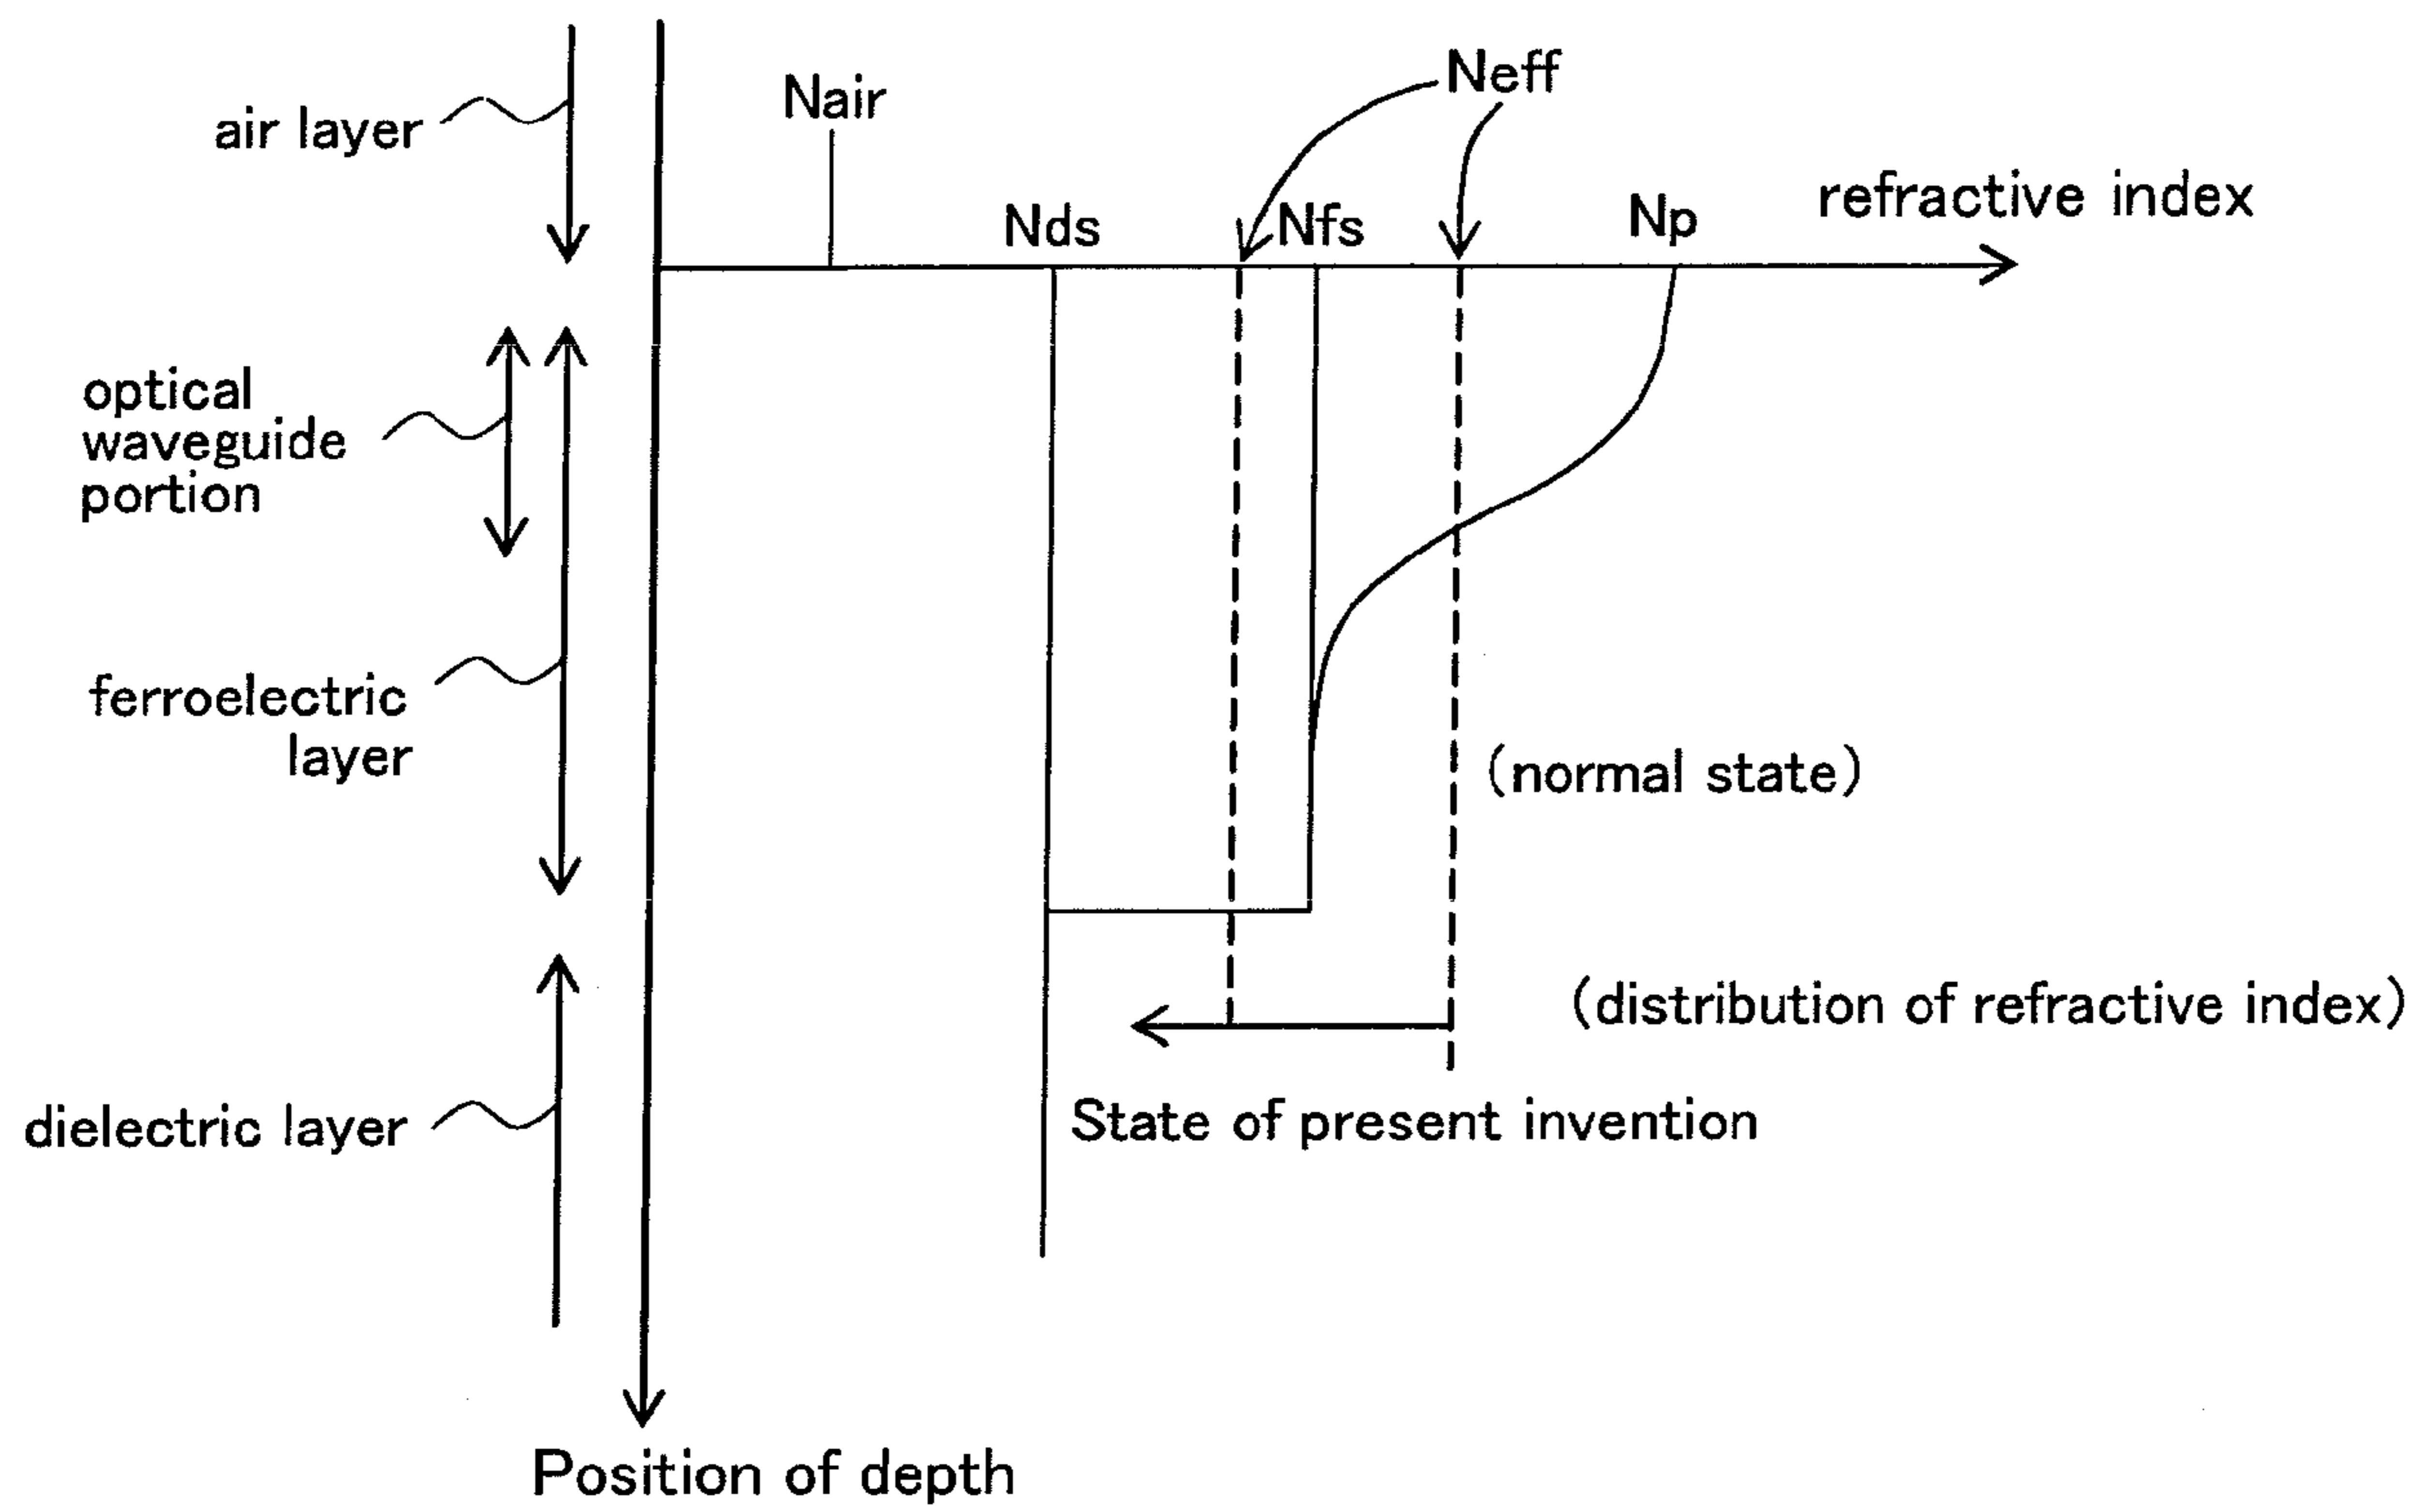 Neff
Nair
air layer
refractive index
Nds
Nfs
Np
optical
waveguide
portion
ferroelectric
layer
(normal state)
(distribution of refractive index)
dielectric layer
State of present invention
Position of depth